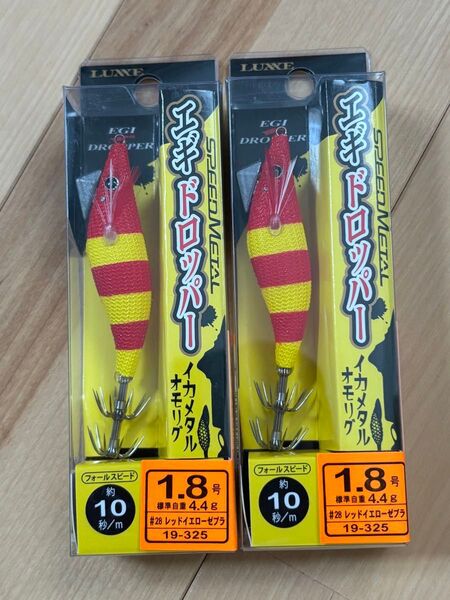 LUXXE
EGI
DROPPER
SPEED METAL
エギドロッパー
イカメタル
オモリグ
フォールスピード
約
10
秒/m
1.8号
標準自重 4.4g
#28 レッドイエローゼブラ
19-325
LUXXE
EGI
DROPPER
SPEED METAL
エギドロッパー
イカメタル
オモリグ
フォールスピード
約
10
秒/m
1.8号
標準自重 4.4g
#28 レッドイエローゼブラ
19-325